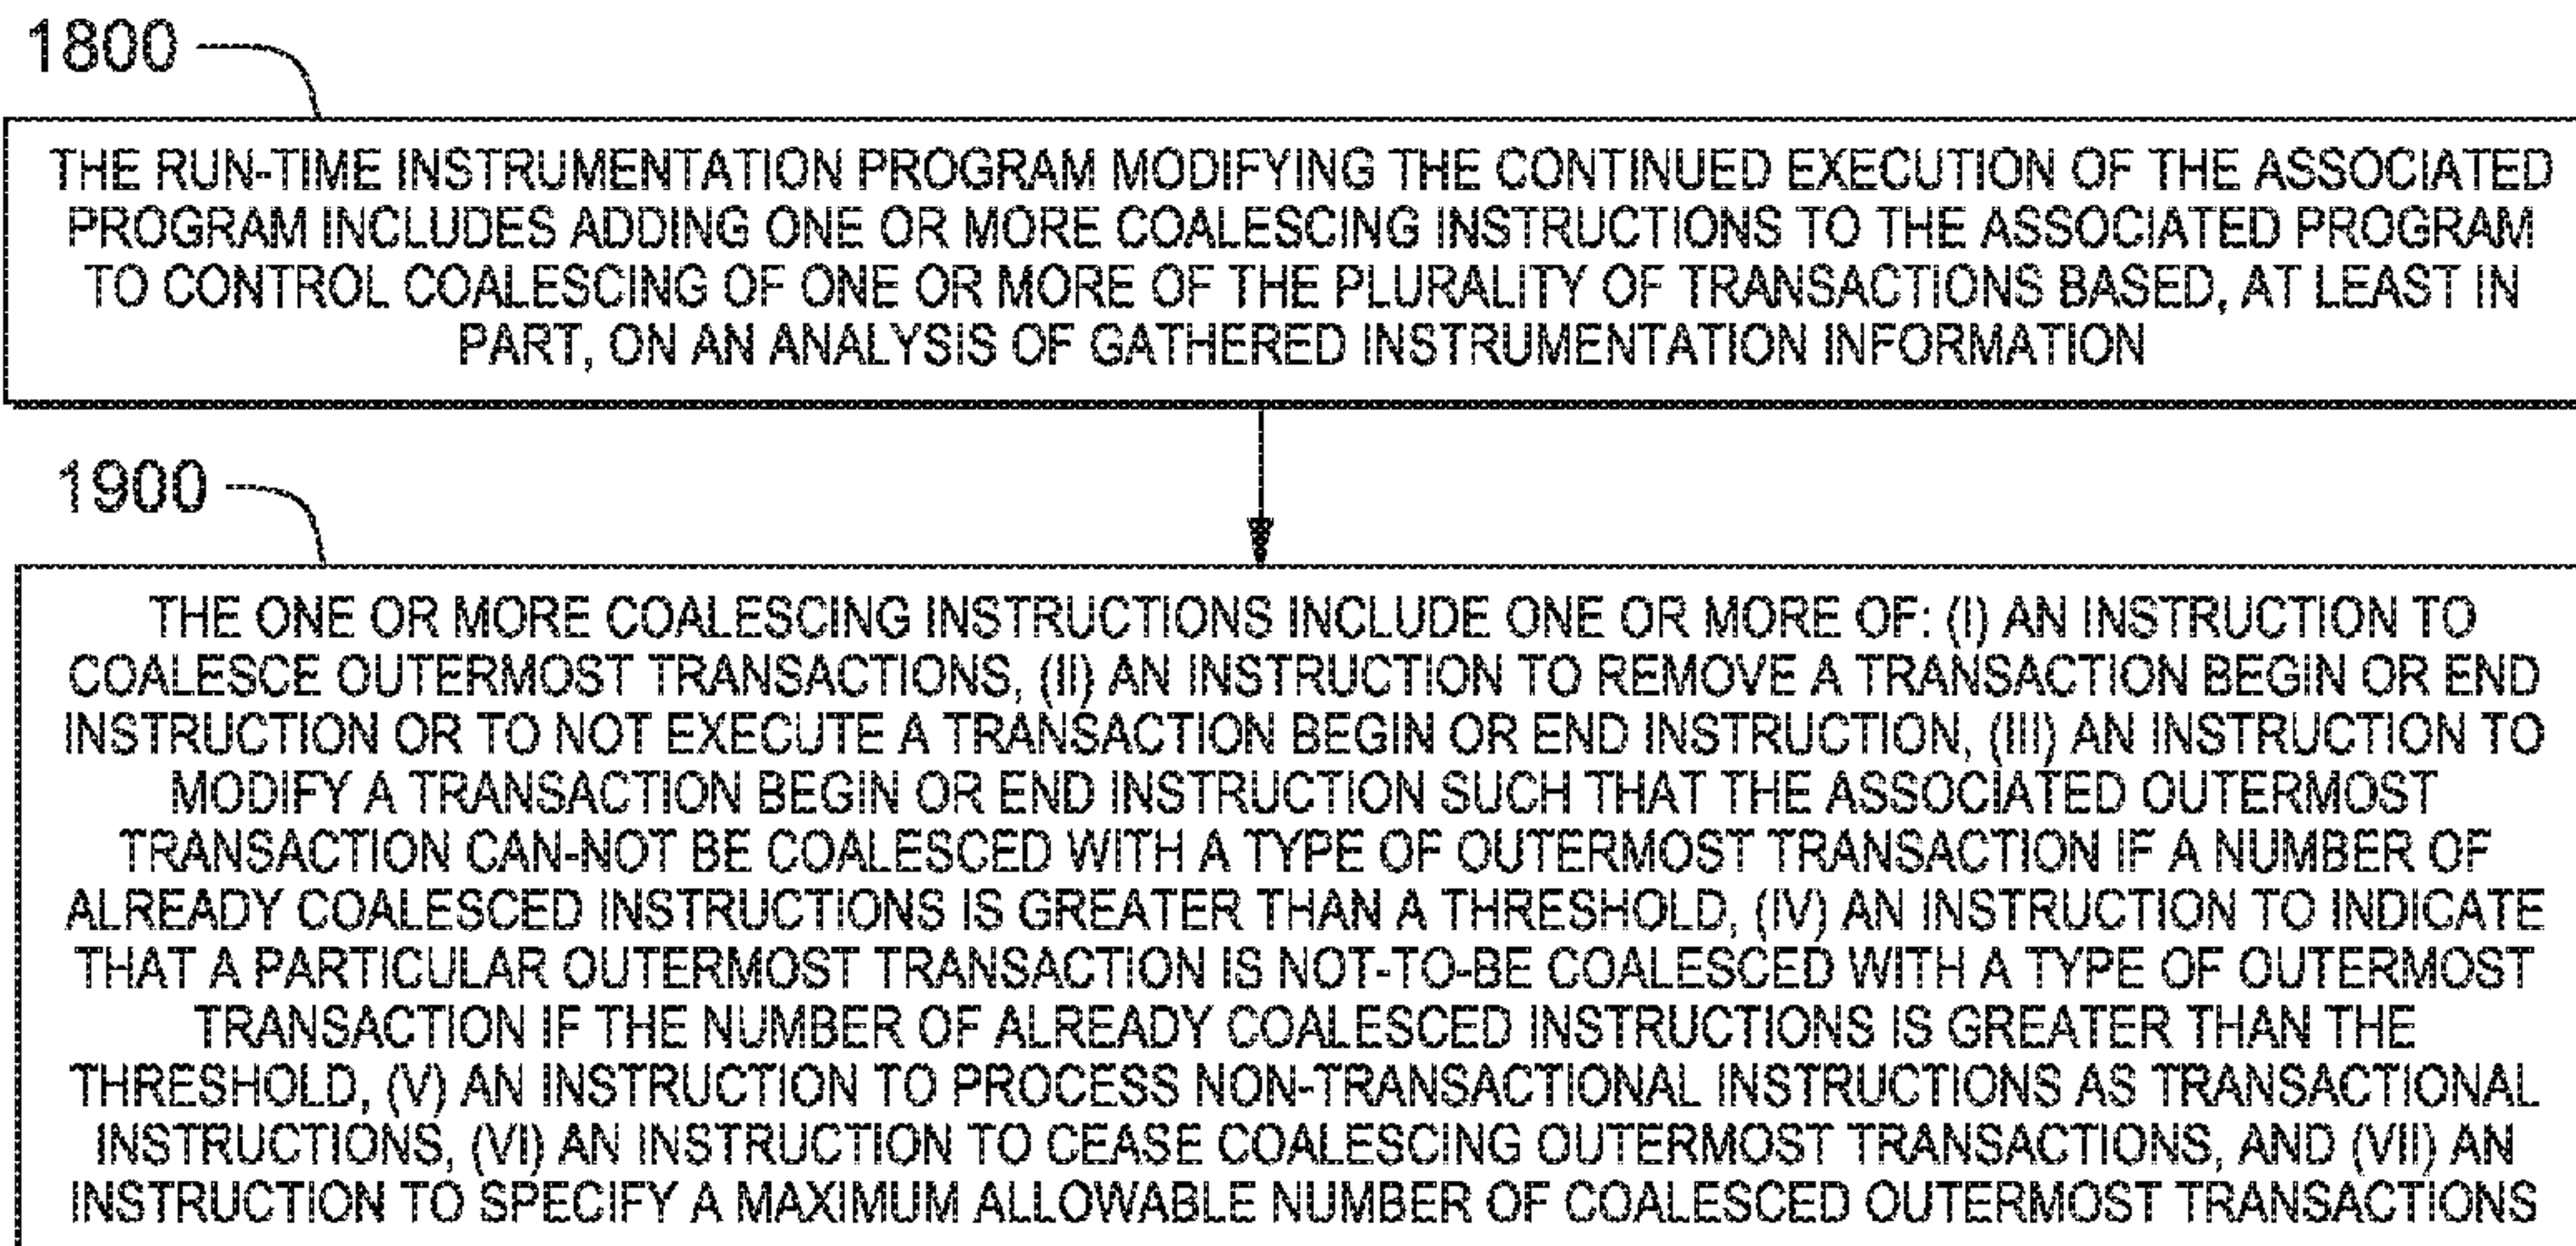 1800
THE RUN-TIME INSTRUMENTATION PROGRAM MODIFYING THE CONTINUED EXECUTION OF THE ASSOCIATED
PROGRAM INCLUDES ADDING ONE OR MORE COALESCING INSTRUCTIONS TO THE ASSOCIATED PROGRAM
TO CONTROL COALESCING OF ONE OR MORE OF THE PLURALITY OF TRANSACTIONS BASED, AT LEAST IN
PART, ON AN ANALYSIS OF GATHERED INSTRUMENTATION INFORMATION
1900
THE ONE OR MORE COALESCING INSTRUCTIONS INCLUDE ONE OR MORE OF: (I) AN INSTRUCTION TO
COALESCE OUTERMOST TRANSACTIONS, (II) AN INSTRUCTION TO REMOVE A TRANSACTION BEGIN OR END
INSTRUCTION OR TO NOT EXECUTE A TRANSACTION BEGIN OR END INSTRUCTION, (III) AN INSTRUCTION TO
MODIFY A TRANSACTION BEGIN OR END INSTRUCTION SUCH THAT THE ASSOCIATED OUTERMOST
TRANSACTION CAN-NOT BE COALESCED WITH A TYPE OF OUTERMOST TRANSACTION IF A NUMBER OF
ALREADY COALESCED INSTRUCTIONS IS GREATER THAN A THRESHOLD, (IV) AN INSTRUCTION TO INDICATE
THAT A PARTICULAR OUTERMOST TRANSACTION IS NOT-TO-BE COALESCED WITH A TYPE OF OUTERMOST
TRANSACTION IF THE NUMBER OF ALREADY COALESCED INSTRUCTIONS IS GREATER THAN THE
THRESHOLD, (V) AN INSTRUCTION TO PROCESS NON-TRANSACTIONAL INSTRUCTIONS AS TRANSACTIONAL
INSTRUCTIONS, (VI) AN INSTRUCTION TO CEASE COALESCING OUTERMOST TRANSACTIONS, AND (VII) AN
INSTRUCTION TO SPECIFY A MAXIMUM ALLOWABLE NUMBER OF COALESCED OUTERMOST TRANSACTIONS